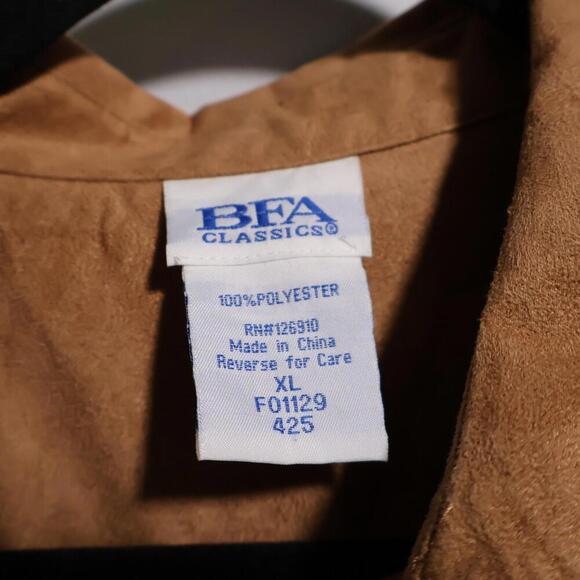 BFA
CLASSICS®
100%POLYESTER
RN#126910
Made in China
Reverse for Care
XL
F01129
425